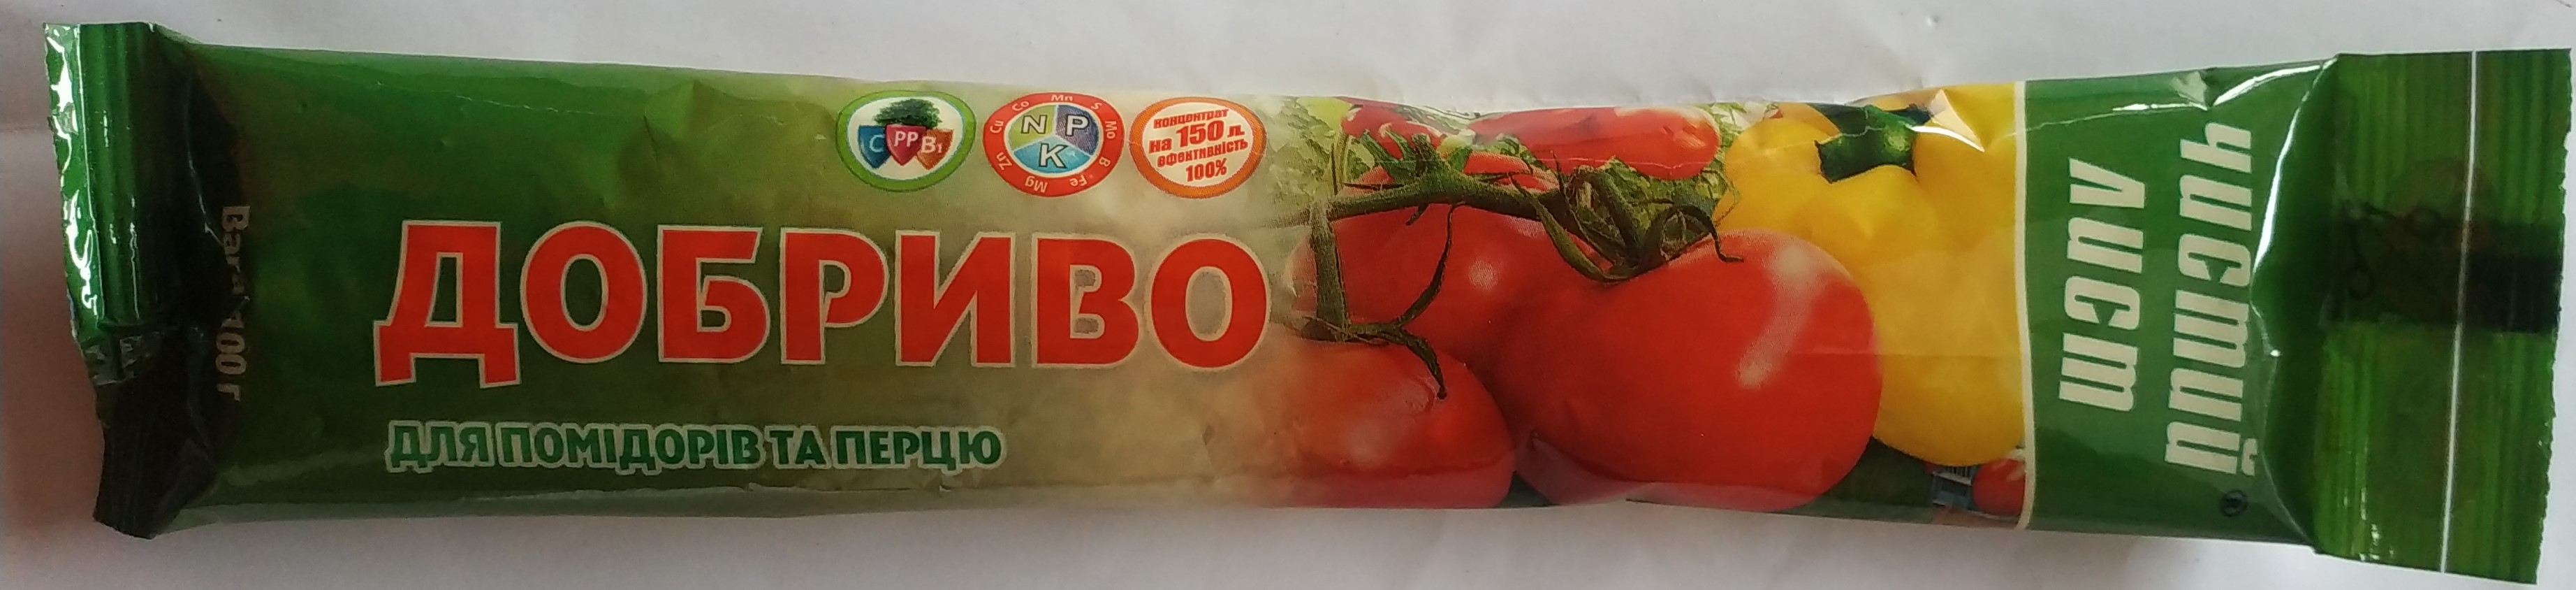 C PP B1
N P K
Mn S Mo B Fe Mg Zn Cu Co
концентрат
на 150 л.
ефективність
100%
ДОБРИВО
ДЛЯ ПОМІДОРІВ ТА ПЕРЦЮ
Вага 100 г
Чистий
лист
®